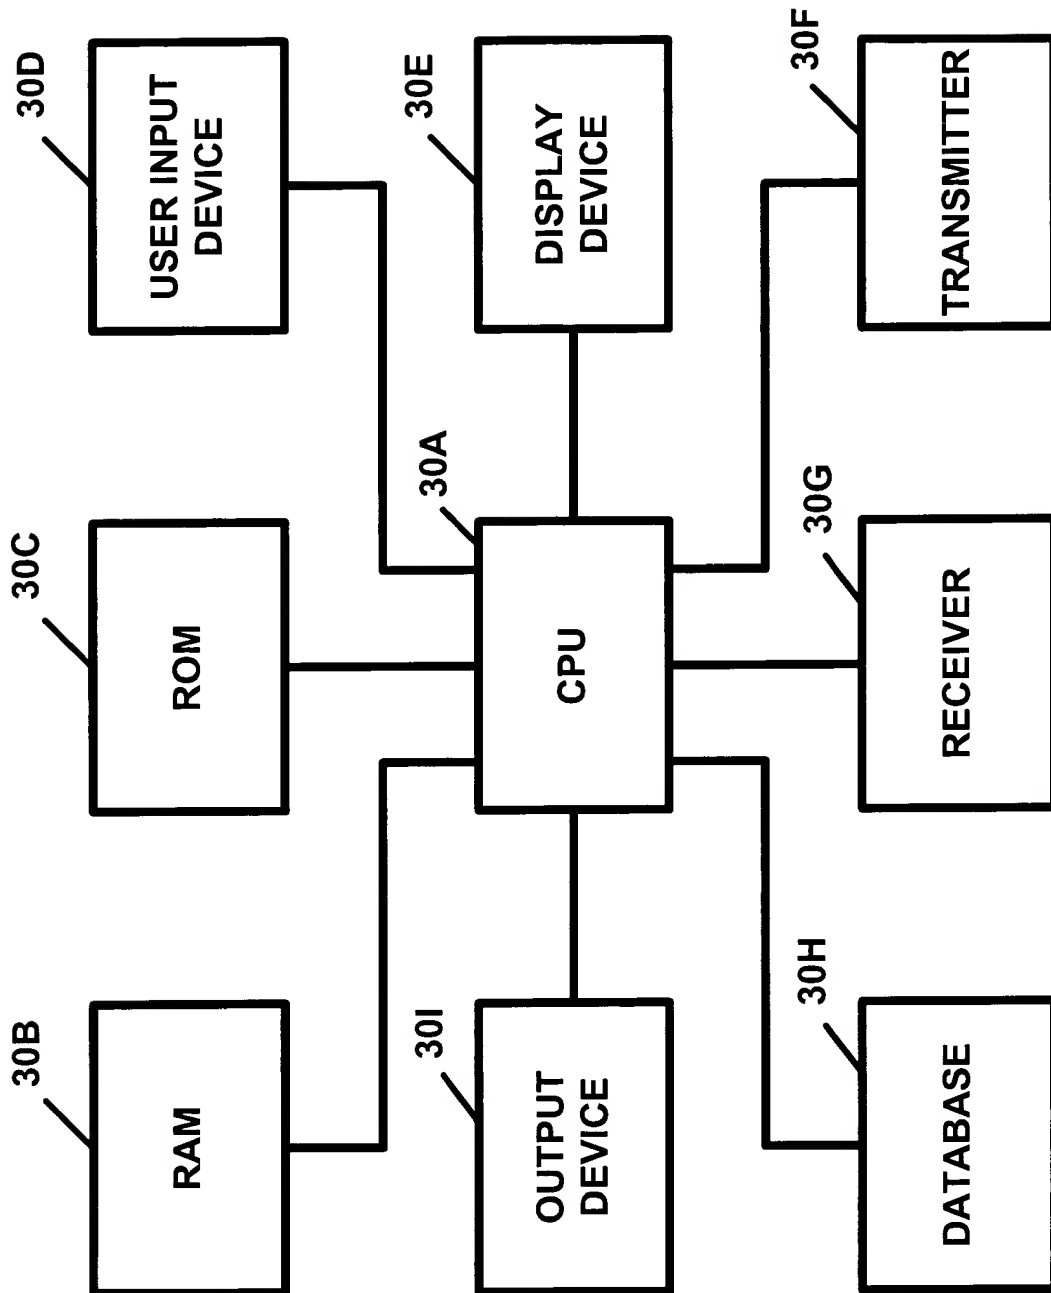 30B
30C
30D
RAM
ROM
USER INPUT
DEVICE
30I
30A
30E
OUTPUT
DEVICE
CPU
DISPLAY
DEVICE
30H
30G
30F
DATABASE
RECEIVER
TRANSMITTER